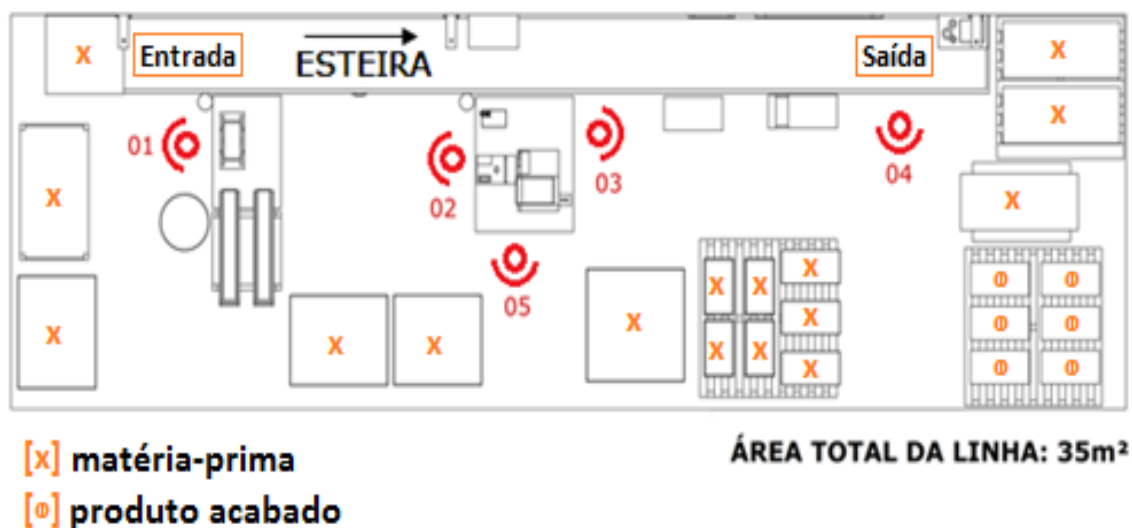 X Entrada ESTEIRA Saída X
X
01 02 03 04
X
X
05
X
X
X
X
X X X
X
X X X
Φ Φ
Φ Φ
Φ Φ
[x] matéria-prima
[Φ] produto acabado
ÁREA TOTAL DA LINHA: 35m²